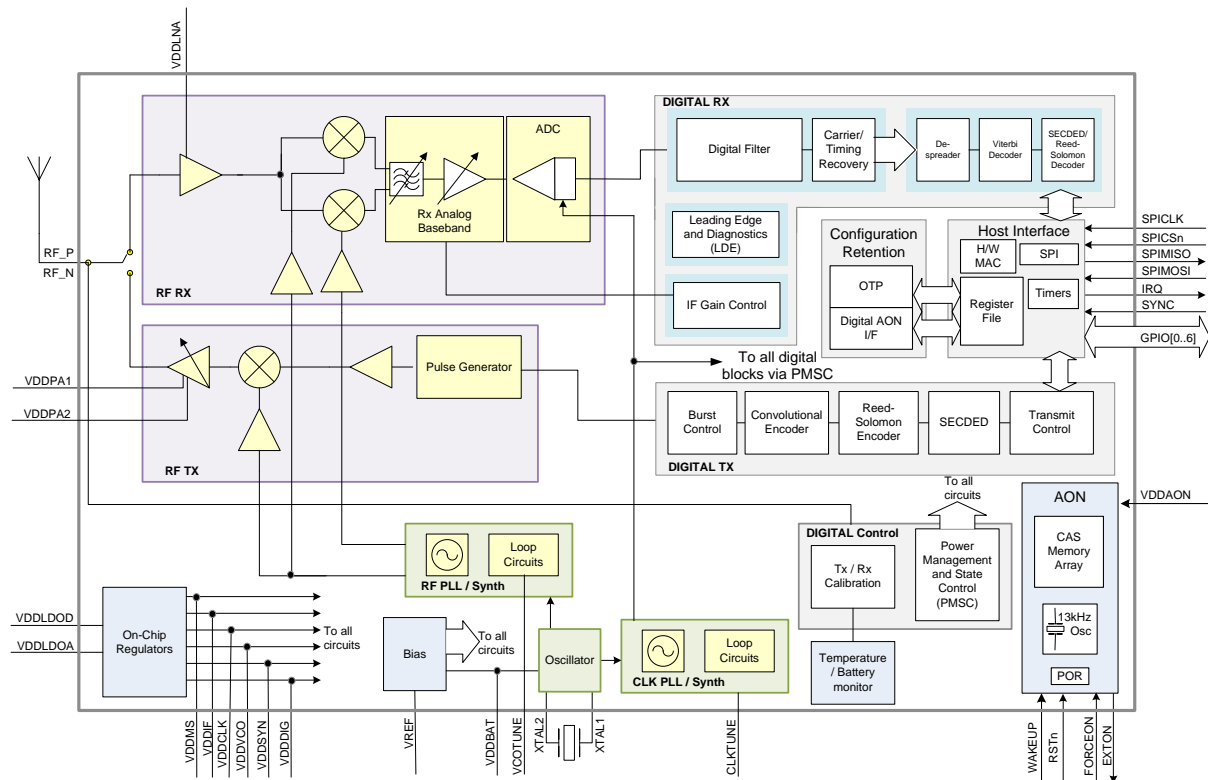 VDDLNA
DIGITAL RX
ADC
Digital Filter
Carrier/
Timing
Recovery
De-
spreader
Viterbi
Decoder
SECDED/
Reed-
Solomon
Decoder
Rx Analog
Baseband
RF_P
RF_N
RF RX
Leading Edge
and Diagnostics
(LDE)
IF Gain Control
Configuration
Retention
OTP
Digital AON
I/F
Host Interface
H/W
MAC
SPI
Register
File
Timers
SPICLK
SPICSn
SPIMISO
SPIMOSI
IRQ
SYNC
GPIO[0..6]
To all digital
blocks via PMSC
VDDPA1
VDDPA2
Pulse Generator
RF TX
Burst
Control
Convolutional
Encoder
Reed-
Solomon
Encoder
SECDED
Transmit
Control
DIGITAL TX
To all
circuits
DIGITAL Control
Tx / Rx
Calibration
Power
Management
and State
Control
(PMSC)
Temperature
/ Battery
monitor
AON
VDDAON
CAS
Memory
Array
13kHz
Osc
POR
Loop
Circuits
RF PLL / Synth
VDDLDOD
VDDLDOA
On-Chip
Regulators
To all
circuits
Bias
To all
circuits
Oscillator
Loop
Circuits
CLK PLL / Synth
VDDMS
VDDIF
VDDCLK
VDDVCO
VDDSYN
VDDDIG
VREF
VDDBAT
VCOTUNE
XTAL2
XTAL1
CLKTUNE
WAKEUP
RSTn
FORCEON
EXTON